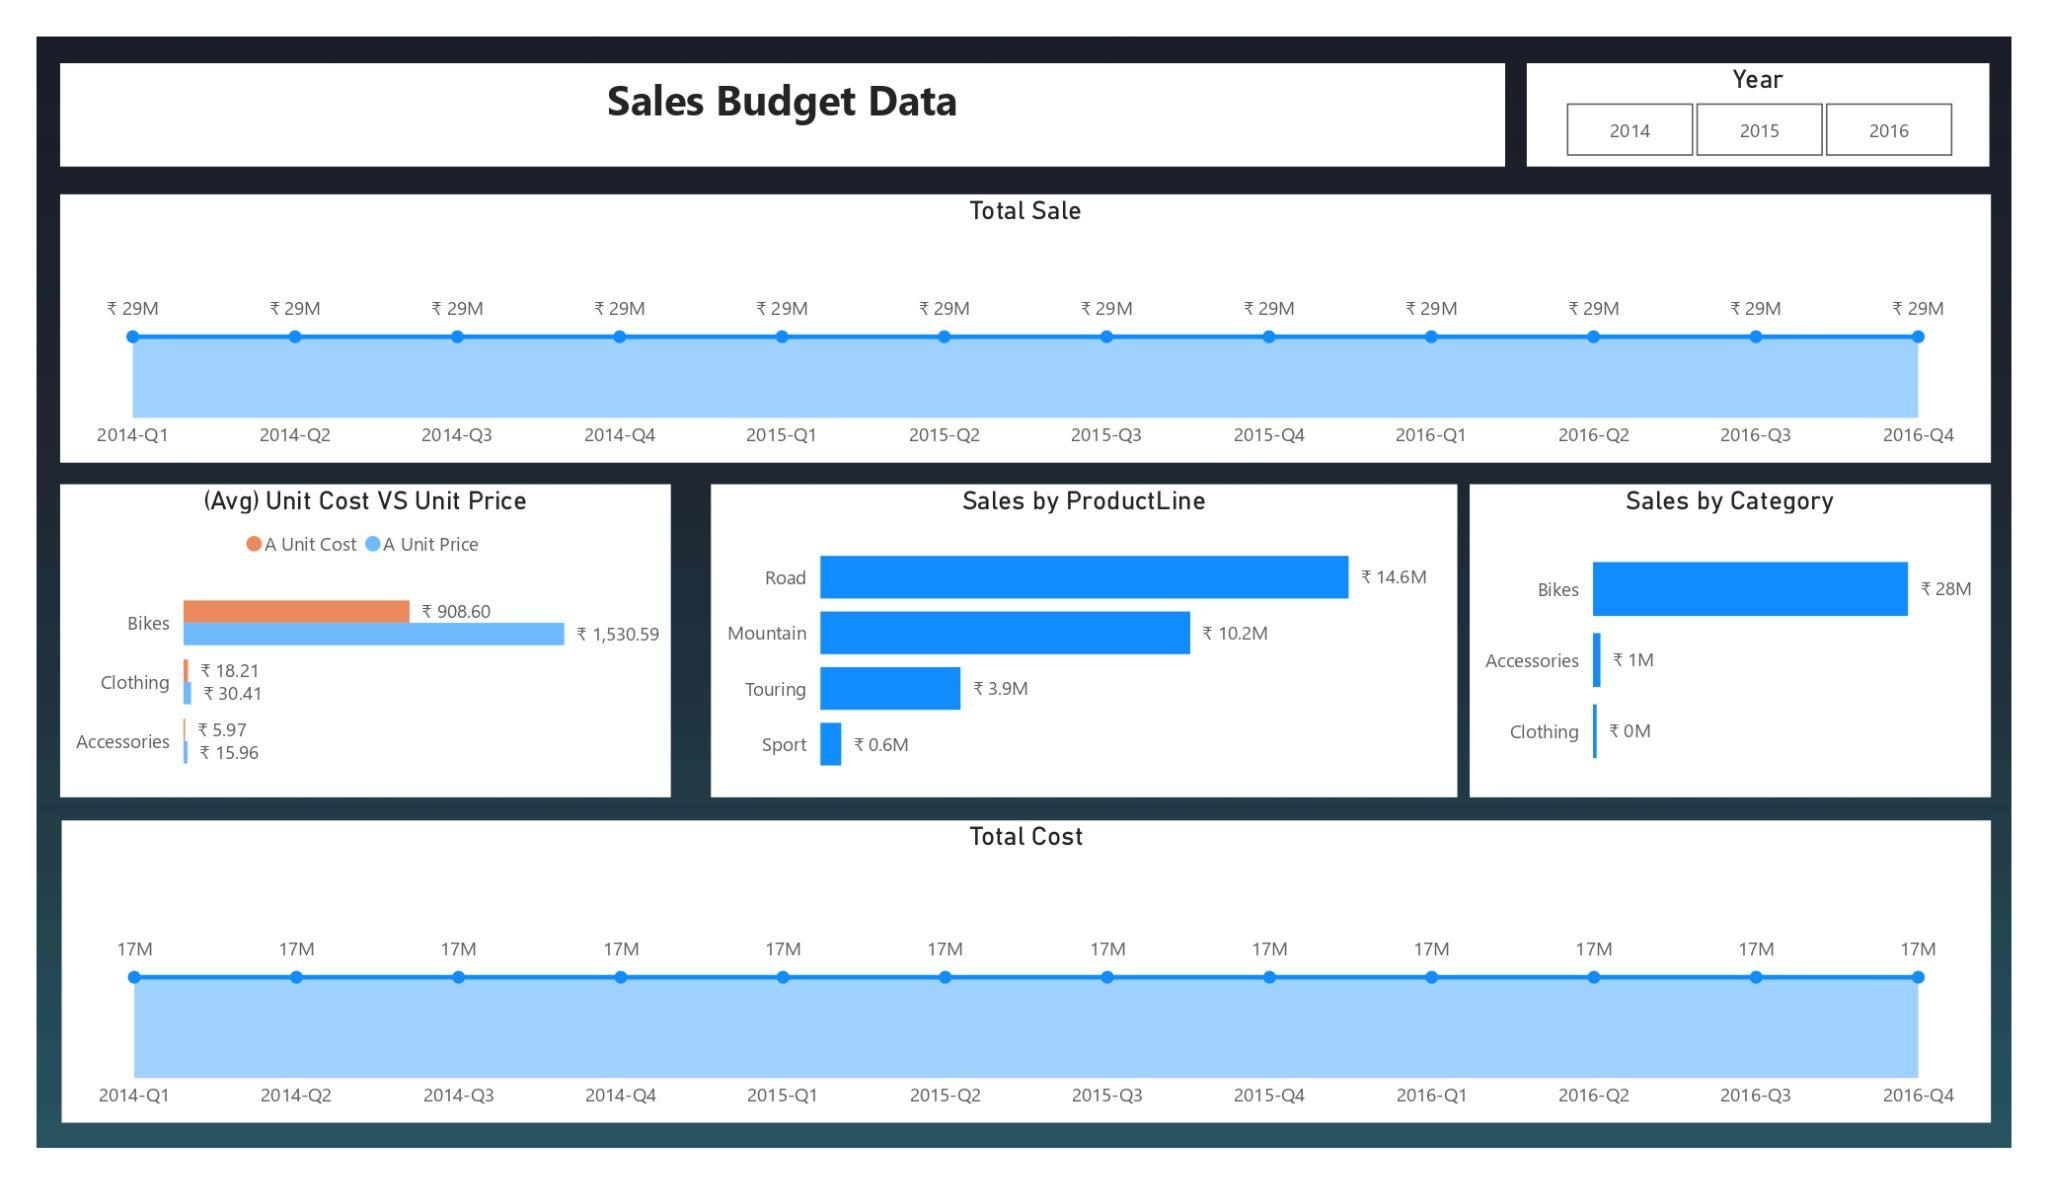 Sales Budget Data
Year
2014 2015 2016
Total Sale
₹ 29M ₹ 29M ₹ 29M ₹ 29M ₹ 29M ₹ 29M ₹ 29M ₹ 29M ₹ 29M ₹ 29M ₹ 29M ₹ 29M
2014-Q1 2014-Q2 2014-Q3 2014-Q4 2015-Q1 2015-Q2 2015-Q3 2015-Q4 2016-Q1 2016-Q2 2016-Q3 2016-Q4
(Avg) Unit Cost VS Unit Price
A Unit Cost A Unit Price
Bikes ₹ 908.60
₹ 1,530.59
Clothing ₹ 18.21
₹ 30.41
Accessories ₹ 5.97
₹ 15.96
Sales by ProductLine
Road ₹ 14.6M
Mountain ₹ 10.2M
Touring ₹ 3.9M
Sport ₹ 0.6M
Sales by Category
Bikes ₹ 28M
Accessories ₹ 1M
Clothing ₹ 0M
Total Cost
17M 17M 17M 17M 17M 17M 17M 17M 17M 17M 17M 17M
2014-Q1 2014-Q2 2014-Q3 2014-Q4 2015-Q1 2015-Q2 2015-Q3 2015-Q4 2016-Q1 2016-Q2 2016-Q3 2016-Q4